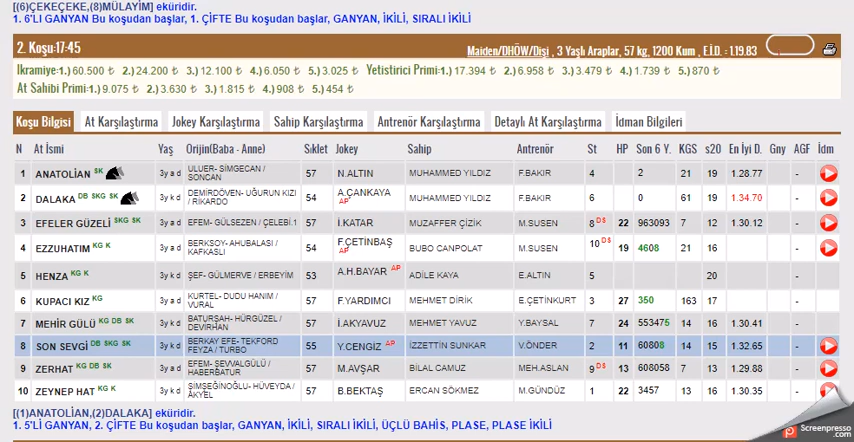 [(6)ÇEKEÇEKE,(8)MÜLAYİM] eküridir.
1. 6'LI GANYAN Bu koşudan başlar, 1. ÇİFTE Bu koşudan başlar, GANYAN, İKİLİ, SIRALI İKİLİ
2. Koşu:17:45 Maiden/DHÖW/Dişi , 3 Yaşlı Araplar, 57 kg, 1200 Kum , E.İ.D. : 1.19.83
İkramiye:1.) 60.500 ₺ 2.) 24.200 ₺ 3.) 12.100 ₺ 4.) 6.050 ₺ 5.) 3.025 ₺ Yetistirici Primi:1.) 17.394 ₺ 2.) 6.958 ₺ 3.) 3.479 ₺ 4.) 1.739 ₺ 5.) 870 ₺
At Sahibi Primi:1.) 9.075 ₺ 2.) 3.630 ₺ 3.) 1.815 ₺ 4.) 908 ₺ 5.) 454 ₺
Koşu Bilgisi At Karşılaştırma Jokey Karşılaştırma Sahip Karşılaştırma Antrenör Karşılaştırma Detaylı At Karşılaştırma İdman Bilgileri
N At İsmi Yaş Orijin(Baba - Anne) Sıklet Jokey Sahip Antrenör St HP Son 6 Y. KGS s20 En İyi D. Gny AGF İdm
1 ANATOLİAN SK 3y a d ULUER- SİMGECAN / SONCAN 57 N.ALTIN MUHAMMED YILDIZ F.BAKIR 4 2 21 19 1.28.77 -
2 DALAKA DB SKG SK 3y k d DEMİRDÖVEN- UĞURUN KIZI / RİKARDO 54 A.ÇANKAYA AP MUHAMMED YILDIZ F.BAKIR 6 0 61 19 1.34.70 -
3 EFELER GÜZELİ SKG SK 3y a d EFEM- GÜLSEZEN / ÇELEBİ.1 57 İ.KATAR MUZAFFER ÇİZİK M.SUSEN 8 DS 22 963093 7 12 1.30.12 -
4 EZZUHATIM KG K 3y k d BERKSOY- AHUBALASI / KAFKASLI 54 F.ÇETİNBAŞ AP BUBO CANPOLAT M.SUSEN 10 DS 19 4608 21 16 -
5 HENZA KG K 3y a d ŞEF- GÜLMERVE / ERBEYİM 53 A.H.BAYAR AP ADİLE KAYA E.ALTIN 5 20 -
6 KUPACI KIZ KG 3y a d KURTEL- DUDU HANIM / VURAL 57 F.YARDIMCI MEHMET DİRİK E.ÇETİNKURT 3 27 350 163 17 -
7 MEHİR GÜLÜ KG DB SK 3y a d BATURŞAH- HÜRGÜZEL / DEVİRHAN 57 İ.AKYAVUZ MEHMET YAVUZ Y.BAYSAL 7 24 553475 14 14 1.30.41 -
8 SON SEVGİ DB SKG SK 3y k d BERKAY EFE- TEKFORD FEYZA / TURBO 55 Y.CENGİZ AP İZZETTİN SUNKAR V.ÖNDER 2 11 60808 14 15 1.32.65 -
9 ZERHAT KG DB SK 3y k d EFEM- SEVVALGÜLÜ / HABERBATUR 57 M.AVŞAR BİLAL CAMUZ MEH.ASLAN 9 DS 13 608058 7 13 1.29.88 -
10 ZEYNEP HAT KG K 3y k d ŞİMŞEĞİNOĞLU- HÜVEYDA / AKYEL 57 B.BEKTAŞ ERCAN SÖKMEZ M.GÜNDÜZ 1 22 3457 13 16 1.30.35 -
[(1)ANATOLİAN,(2)DALAKA] eküridir.
1. 5'Lİ GANYAN, 2. ÇİFTE Bu koşudan başlar, GANYAN, İKİLİ, SIRALI İKİLİ, ÜÇLÜ BAHİS, PLASE, PLASE İKİLİ
Screenpresso
.com